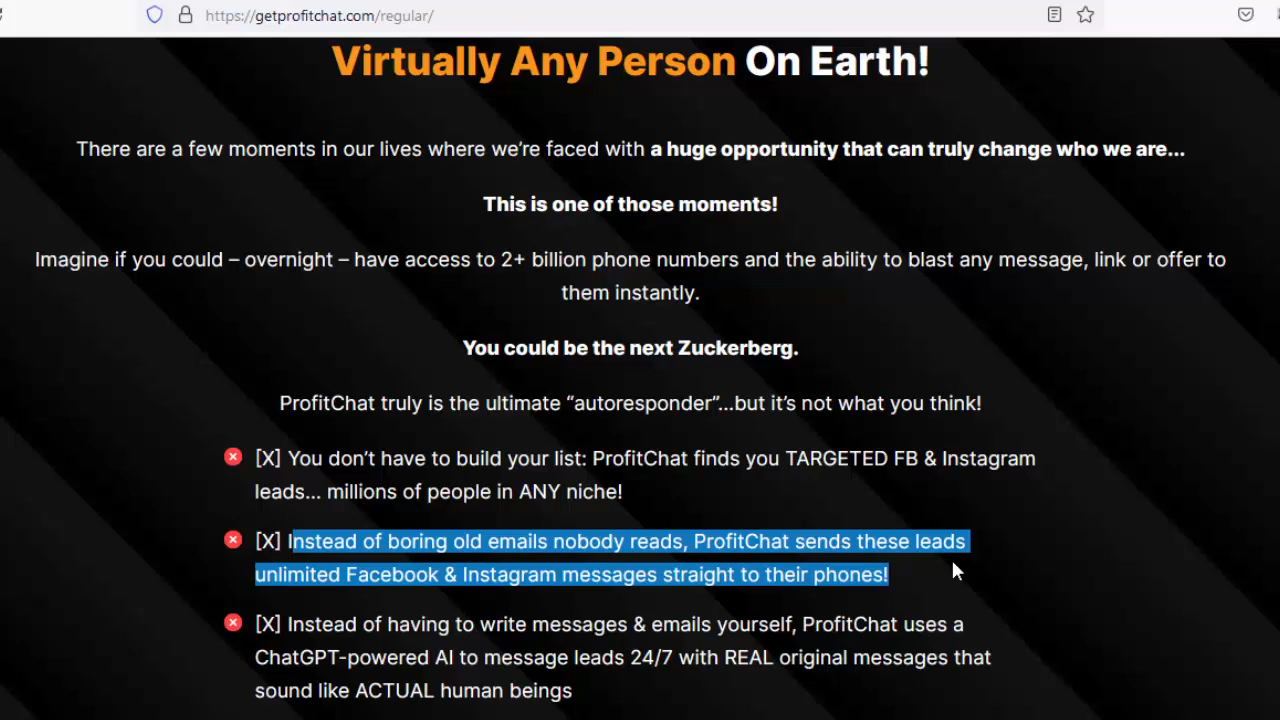 https://getprofitchat.com/regular/
Virtually Any Person On Earth!
There are a few moments in our lives where we’re faced with a huge opportunity that can truly change who we are...
This is one of those moments!
Imagine if you could – overnight – have access to 2+ billion phone numbers and the ability to blast any message, link or offer to
them instantly.
You could be the next Zuckerberg.
ProfitChat truly is the ultimate “autoresponder”...but it’s not what you think!
[X] You don’t have to build your list: ProfitChat finds you TARGETED FB & Instagram
leads... millions of people in ANY niche!
[X] Instead of boring old emails nobody reads, ProfitChat sends these leads
unlimited Facebook & Instagram messages straight to their phones!
[X] Instead of having to write messages & emails yourself, ProfitChat uses a
ChatGPT-powered AI to message leads 24/7 with REAL original messages that
sound like ACTUAL human beings